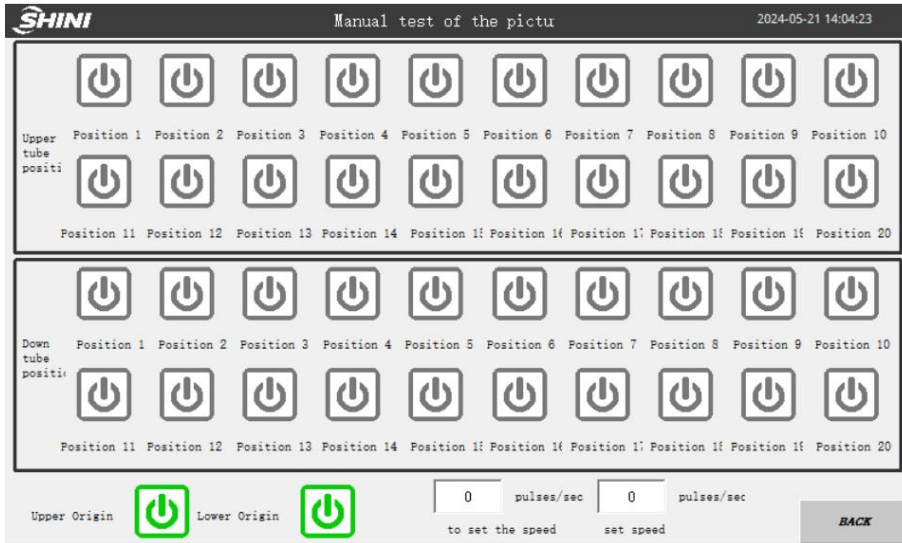 SHINI
Manual test of the pictu
2024-05-21 14:04:23
Upper
tube
positi
Position 1 Position 2 Position 3 Position 4 Position 5 Position 6 Position 7 Position 8 Position 9 Position 10
Position 11 Position 12 Position 13 Position 14 Position 1 Position 1 Position 1 Position 1 Position 1 Position 20
Down
tube
positi
Position 1 Position 2 Position 3 Position 4 Position 5 Position 6 Position 7 Position 8 Position 9 Position 10
Position 11 Position 12 Position 13 Position 14 Position 1 Position 1 Position 1 Position 1 Position 1 Position 20
Upper Origin Lower Origin
0 pulses/sec 0 pulses/sec
to set the speed set speed
BACK